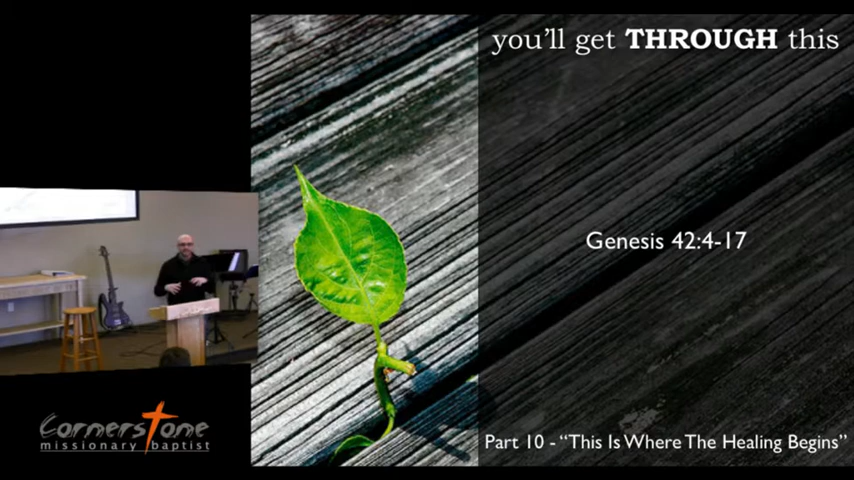 you'll get THROUGH this
Genesis 42:4-17
Part 10 - “This Is Where The Healing Begins”
Cornerstone
missionary baptist